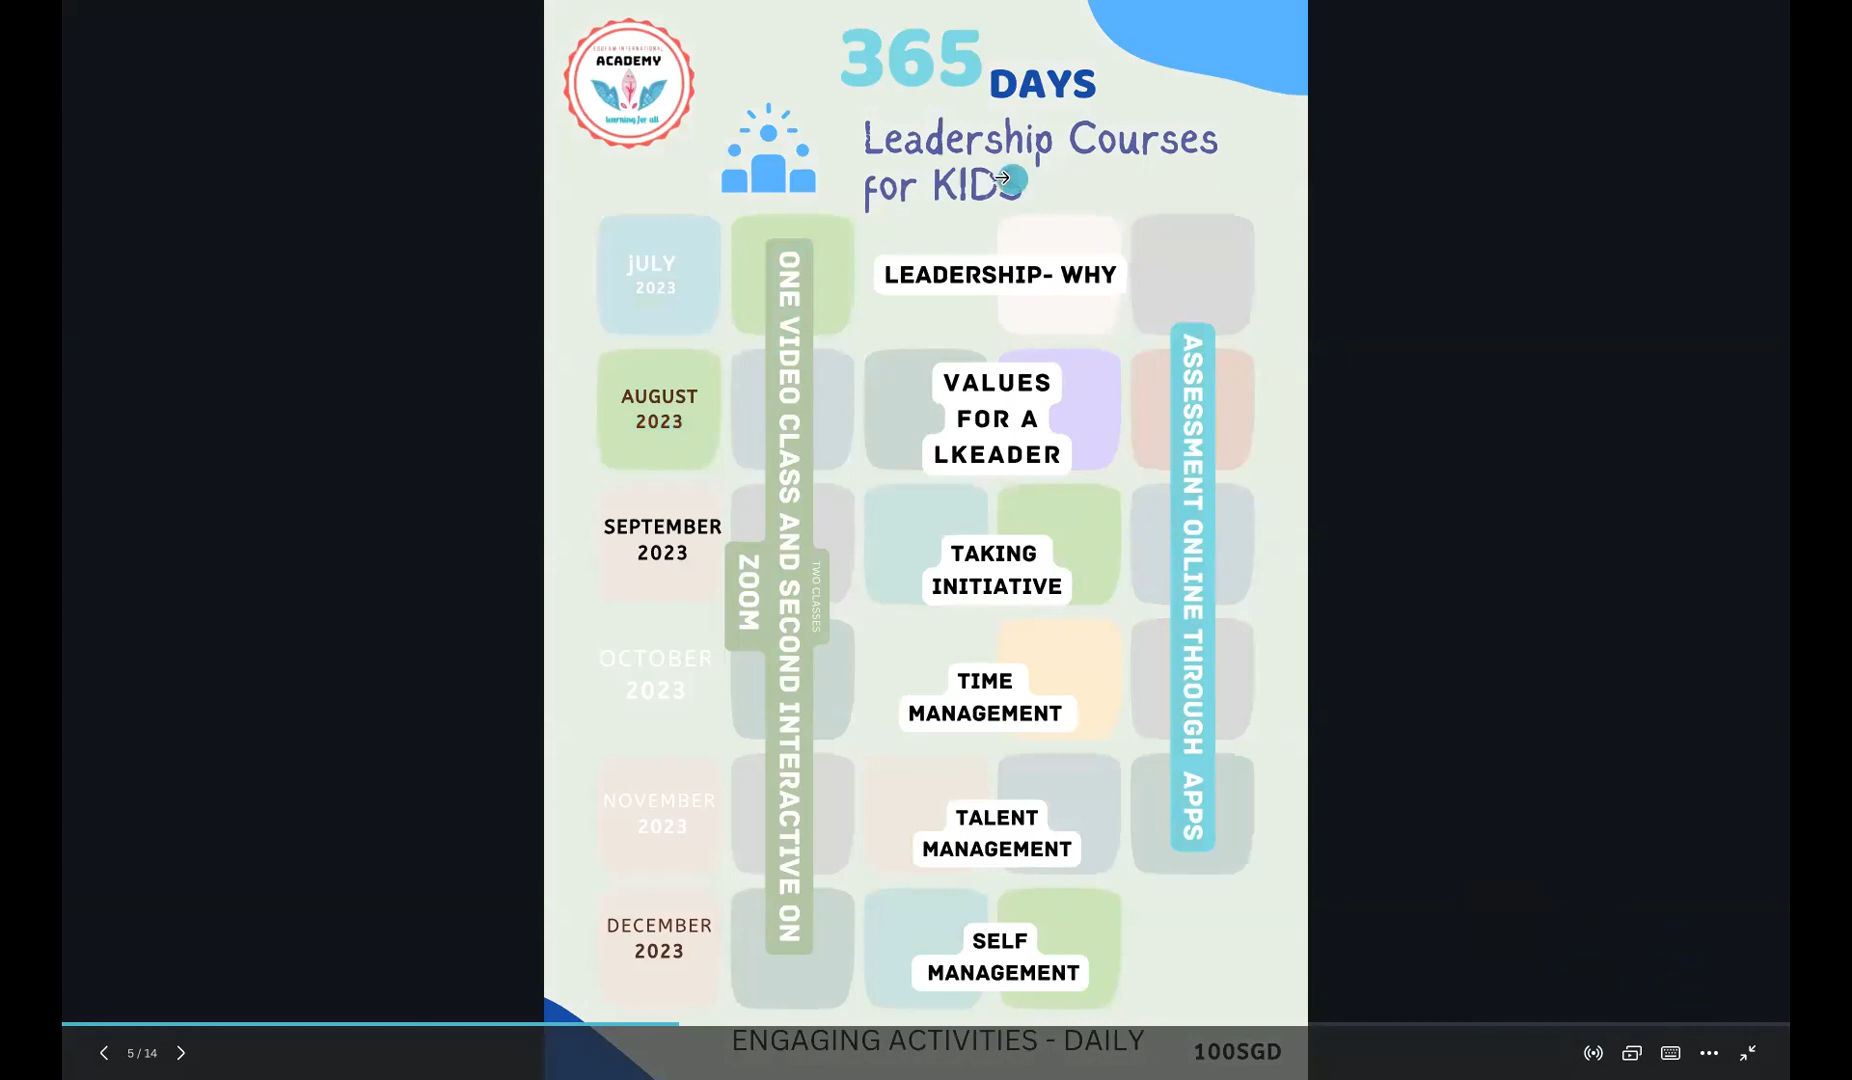 EDUFAM INTERNATIONAL
ACADEMY
learning for all
365
DAYS
Leadership Courses
for KIDS
JULY
2023
LEADERSHIP- WHY
AUGUST
2023
VALUES
FOR A
LKEADER
SEPTEMBER
2023
TAKING
INITIATIVE
OCTOBER
2023
TIME
MANAGEMENT
NOVEMBER
2023
TALENT
MANAGEMENT
DECEMBER
2023
SELF
MANAGEMENT
TWO CLASSES
ONE VIDEO CLASS AND SECOND INTERACTIVE ON
ZOOM
ASSESSMENT ONLINE THROUGH APPS
ENGAGING ACTIVITIES - DAILY
100SGD
5 / 14